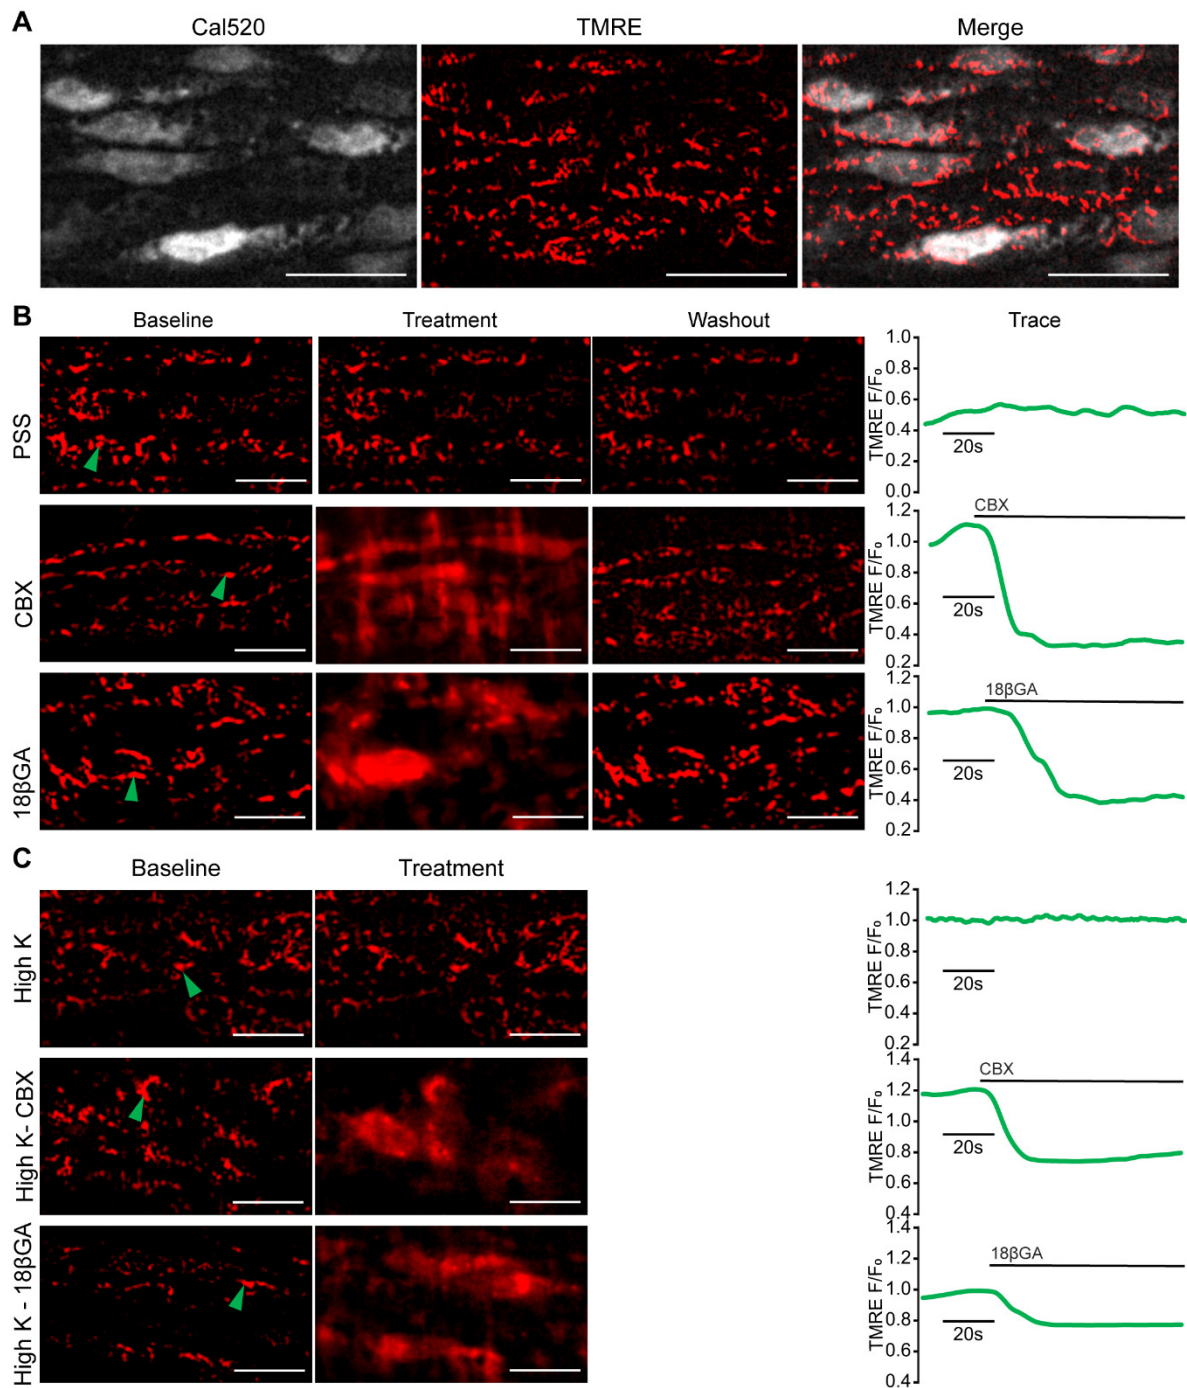 A
Cal520
TMRE
Merge
B
Baseline
Treatment
Washout
Trace
PSS
TMRE F/F₀
1.0
0.8
0.6
0.4
0.2
0.0
20s
CBX
TMRE F/F₀
1.2
1.0
0.8
0.6
0.4
0.2
CBX
20s
18βGA
TMRE F/F₀
1.2
1.0
0.8
0.6
0.4
0.2
18βGA
20s
C
Baseline
Treatment
High K
TMRE F/F₀
1.2
1.0
0.8
0.6
0.4
0.2
20s
High K- CBX
TMRE F/F₀
1.4
1.2
1.0
0.8
0.6
0.4
CBX
20s
High K - 18βGA
TMRE F/F₀
1.4
1.2
1.0
0.8
0.6
0.4
18βGA
20s